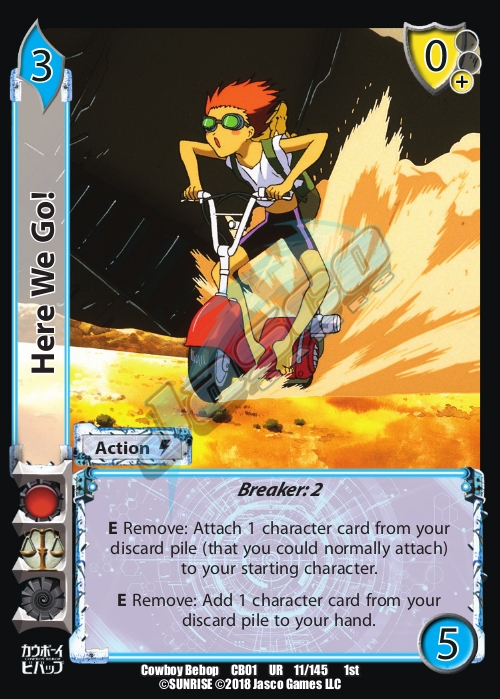 3
0
+
Here We Go!
Action
Breaker: 2
E Remove: Attach 1 character card from your
discard pile (that you could normally attach)
to your starting character.
E Remove: Add 1 character card from your
discard pile to your hand.
5
カウボーイ
COWBOY BEBOP
ビバップ
Cowboy Bebop CB01 UR 11/145 1st
©SUNRISE ©2018 Jasco Games LLC
Jasco